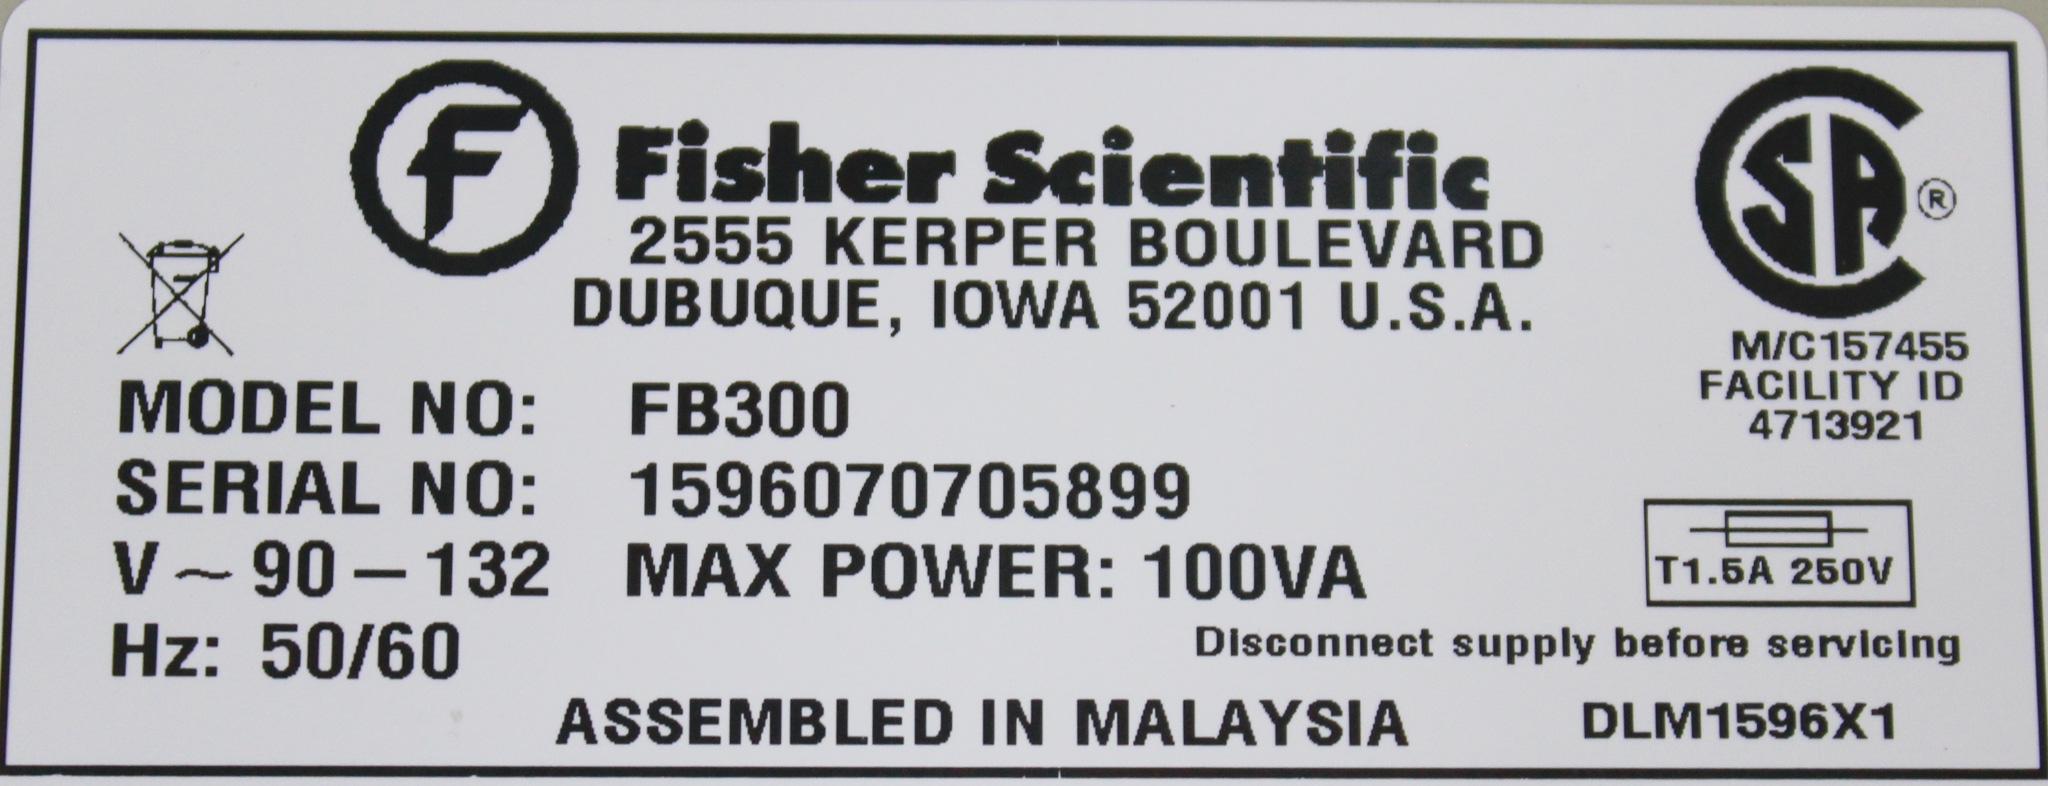 Fisher Scientific
2555 KERPER BOULEVARD
DUBUQUE, IOWA 52001 U.S.A.
SA ®
M/C157455
FACILITY ID
4713921
MODEL NO: FB300
SERIAL NO: 1596070705899
V ~ 90 – 132 MAX POWER: 100VA
T1.5A 250V
Hz: 50/60
Disconnect supply before servicing
ASSEMBLED IN MALAYSIA
DLM1596X1